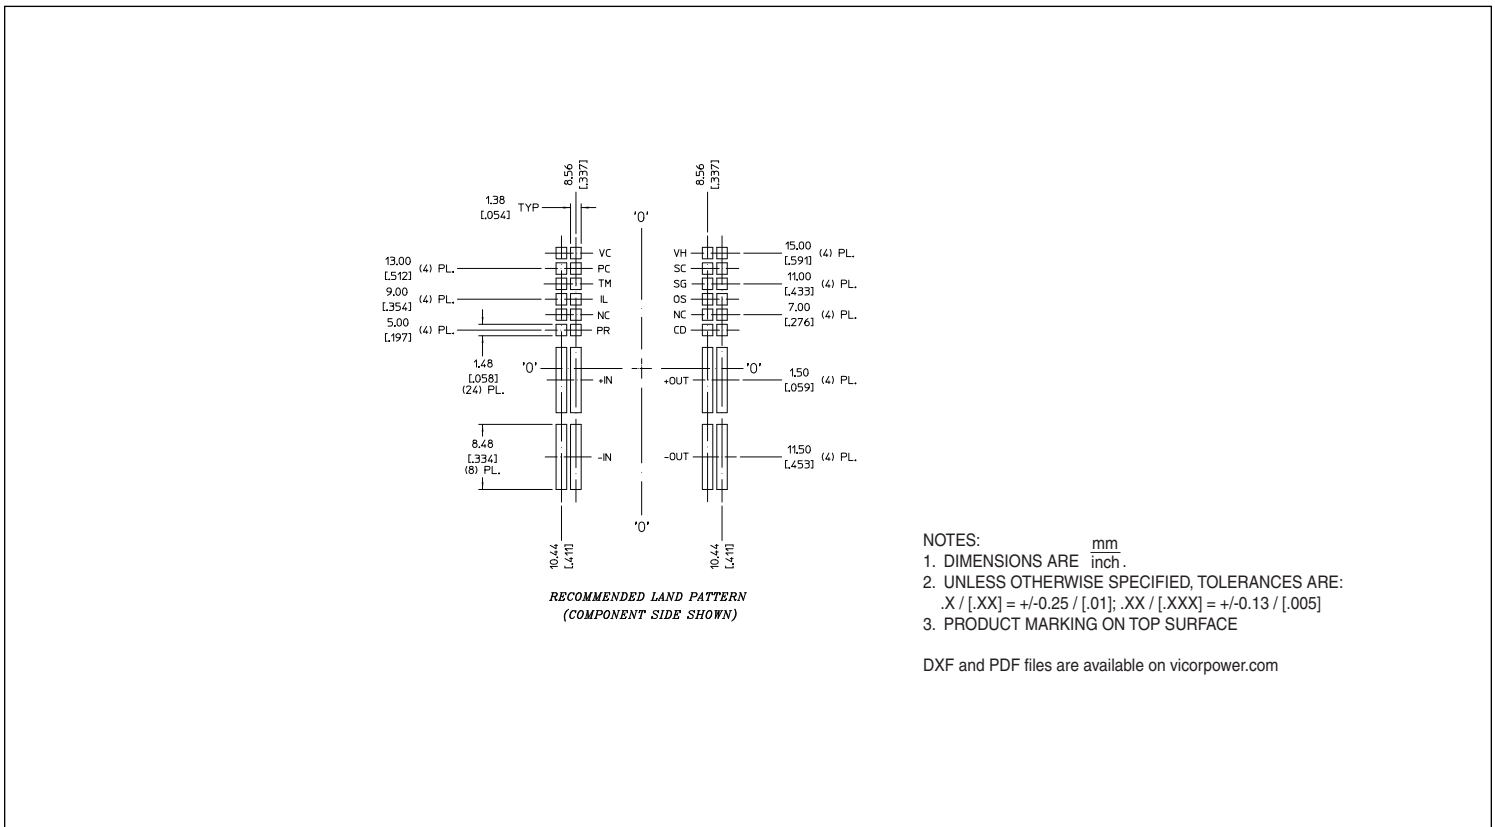 8.56
[.337]
8.56
[.337]
1.38
[.054] TYP
'0'
VC
VH
15.00
[.591] (4) PL.
13.00
[.512] (4) PL.
PC
SC
TM
SG
11.00
[.433] (4) PL.
9.00
[.354] (4) PL.
IL
OS
NC
NC
7.00
[.276] (4) PL.
5.00
[.197] (4) PL.
PR
CD
1.48
[.058]
(24) PL.
'0'
'0'
+IN
+OUT
1.50
[.059] (4) PL.
8.48
[.334]
(8) PL.
-IN
-OUT
11.50
[.453] (4) PL.
'0'
10.44
[.411]
10.44
[.411]
RECOMMENDED LAND PATTERN
(COMPONENT SIDE SHOWN)
NOTES:
1. DIMENSIONS ARE mm
inch .
2. UNLESS OTHERWISE SPECIFIED, TOLERANCES ARE:
.X / [.XX] = +/-0.25 / [.01]; .XX / [.XXX] = +/-0.13 / [.005]
3. PRODUCT MARKING ON TOP SURFACE
DXF and PDF files are available on vicorpower.com